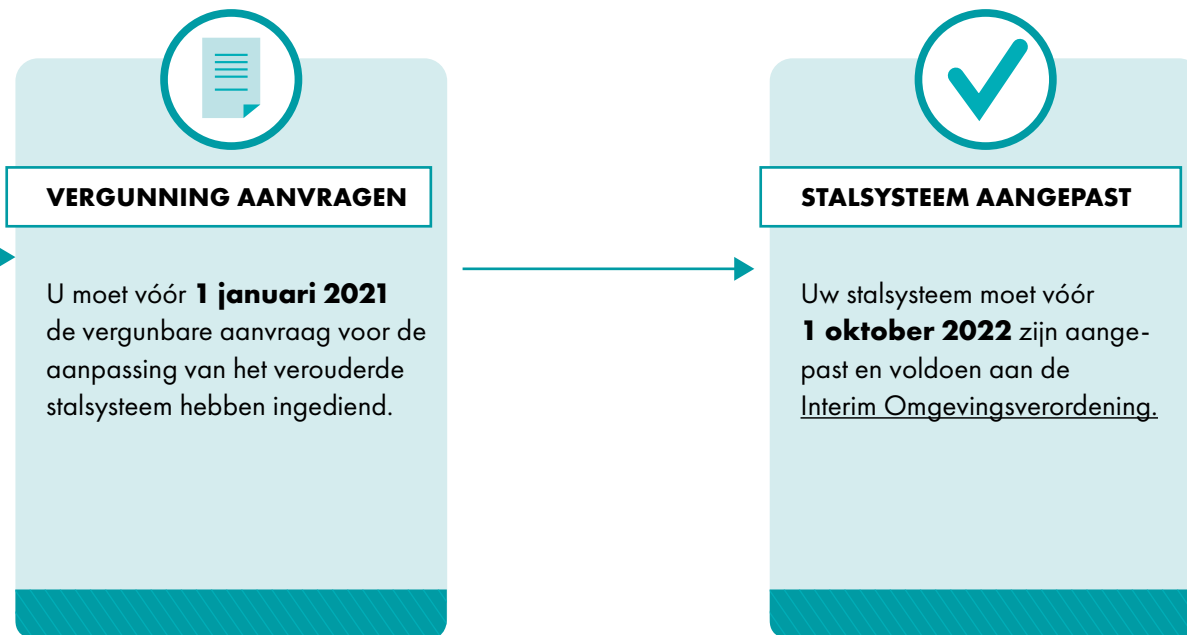 VERGUNNING AANVRAGEN
U moet vóór 1 januari 2021
de vergunbare aanvraag voor de
aanpassing van het verouderde
stalsysteem hebben ingediend.
STALSYSTEEM AANGEPAST
Uw stalsysteem moet vóór
1 oktober 2022 zijn aange-
past en voldoen aan de
Interim Omgevingsverordening.